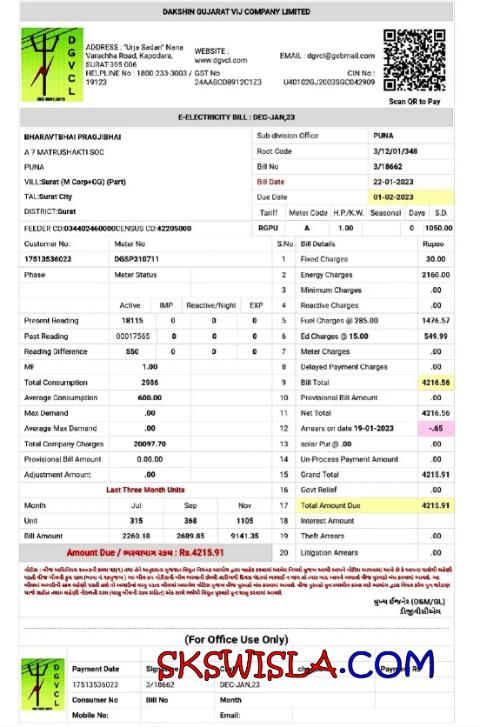 DAKSHIN GUJARAT VIJ COMPANY LIMITED
DGVCL
ISO 9001:2015
ADDRESS : "Urja Sadan" Nana
Varachha Road, Kapodara,
SURAT-395 006
HELPLINE No : 1800-233-3003 /
19123
WEBSITE :
www.dgvcl.com
GST No
24AABCD8912C1Z3
EMAIL : dgvcl@gebmail.com
CIN No :
U40102GJ2003SGC042909
Scan QR to Pay
E-ELECTRICITY BILL : DEC-JAN,23
BHARAVTBHAI PRAGJIBHAI
A 7 MATRUSHAKTI SOC
PUNA
VILL:Surat (M Corp+OG) (Part)
TAL:Surat City
DISTRICT:Surat
Sub-division Office PUNA
Root Code 3/12/01/348
Bill No 3/18662
Bill Date 22-01-2023
Due Date 01-02-2023
Tariff Meter Code H.P./K.W. Seasonal Days S.D.
FEEDER CD:034402460000CENSUS CD:42205000 RGPU A 1.00 0 1050.00
Customer No: Meter No S.No. Bill Details Rupee
17513536023 DGSP310711 1 Fixed Charges 30.00
Phase Meter Status 2 Energy Charges 2160.00
3 Minimum Charges .00
Active IMP Reactive/Night EXP 4 Reactive Charges .00
Present Reading 18115 0 0 0 5 Fuel Charges @ 285.00 1476.57
Past Reading 00017565 0 0 0 6 Ed Charges @ 15.00 549.99
Reading Difference 550 0 0 0 7 Meter Charges .00
MF 1.00 8 Delayed Payment Charges .00
Total Consumption 2986 9 Bill Total 4216.56
Average Consumption 600.00 10 Provisional Bill Amount .00
Max Demand .00 11 Net Total 4216.56
Average Max Demand .00 12 Arrears on date 19-01-2023 -.65
Total Company Charges 20097.70 13 solar Pur @ .00 .00
Provisional Bill Amount 0.00.00 14 Un-Process Payment Amount .00
Adjustment Amount .00 15 Grand Total 4215.91
Last Three Month Units 16 Govt Relief .00
Month Jul Sep Nov 17 Total Amount Due 4215.91
Unit 315 368 1105 18 Interest Amount
Bill Amount 2260.18 2689.85 9141.35 19 Theft Arrears .00
Amount Due / ભરવાપાત્ર રકમ : Rs.4215.91 20 Litigation Arrears .00
મુખ્ય ઈજનેર (O&M/GL)
ડીજીવીસીએલ
(For Office Use Only)
SKSWISLA.COM
DGVCL
Payment Date
17513536023 3/18662 DEC-JAN,23
Consumer No Bill No Month
Mobile No: Email: